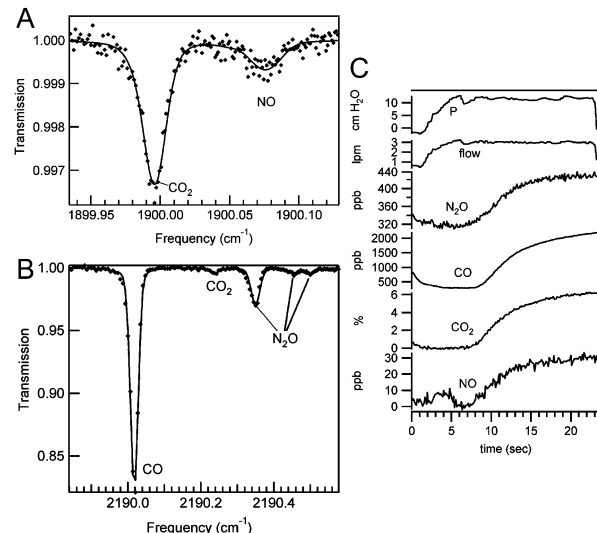 A
1.000
0.999
0.998
0.997
Transmission
NO
CO2
1899.95
1900.00
1900.05
1900.10
Frequency (cm-1)
B
1.00
0.95
0.90
0.85
Transmission
CO2
N2O
CO
2190.0
2190.2
2190.4
Frequency (cm-1)
C
cm H2O
10
5
0
P
lpm
3
2
1
flow
ppb
440
400
360
320
N2O
ppb
2000
1500
1000
500
CO
%
6
4
2
0
CO2
ppb
30
20
10
0
NO
0
5
10
20
time (sec)